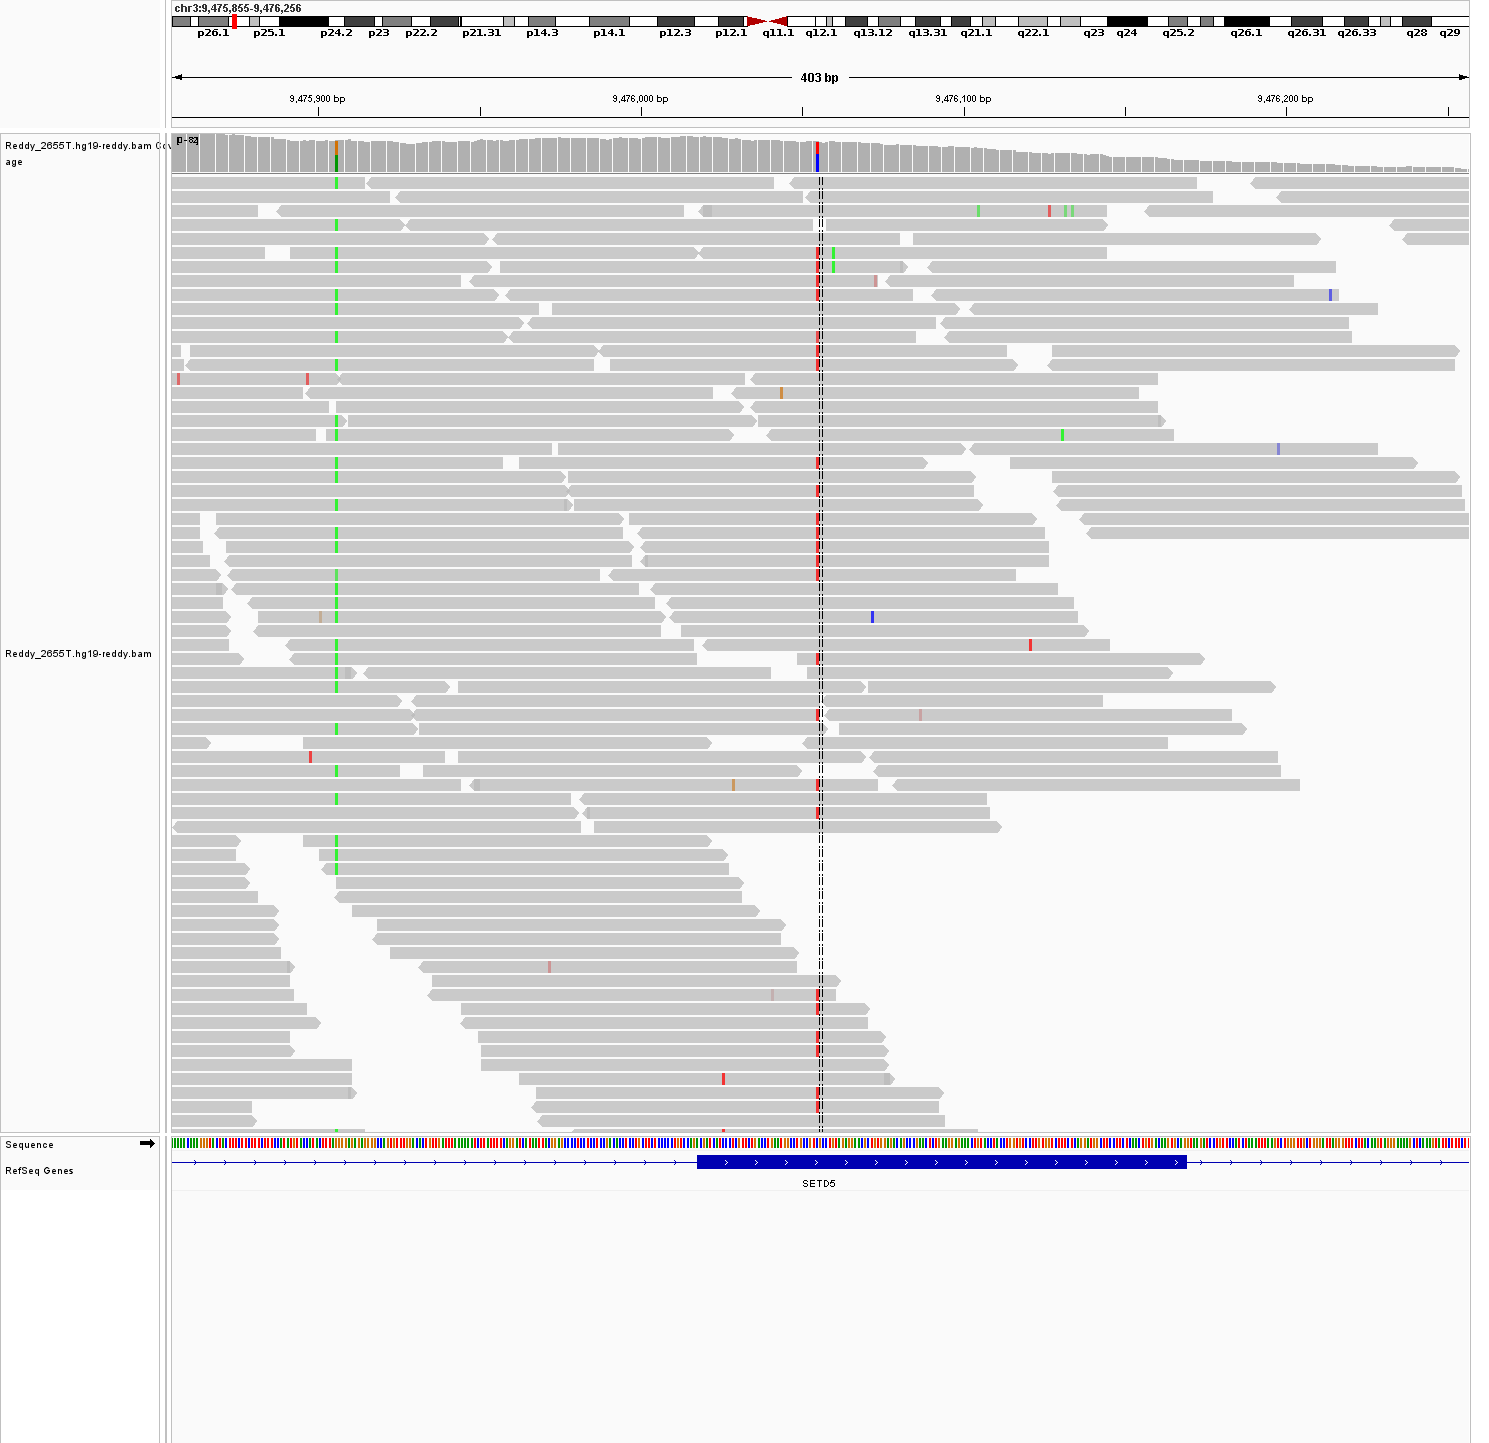 chr3:9,475,855-9,476,256
p26.1 p25.1 p24.2 p23 p22.2 p21.31 p14.3 p14.1 p12.3 p12.1 q11.1 q12.1 q13.12 q13.31 q21.1 q22.1 q23 q24 q25.2 q26.1 q26.31 q26.33 q28 q29
403 bp
9,475,900 bp 9,476,000 bp 9,476,100 bp 9,476,200 bp
[0 - 82]
Reddy_2655T.hg19-reddy.bam Cov
age
Reddy_2655T.hg19-reddy.bam
Sequence
RefSeq Genes
SETD5